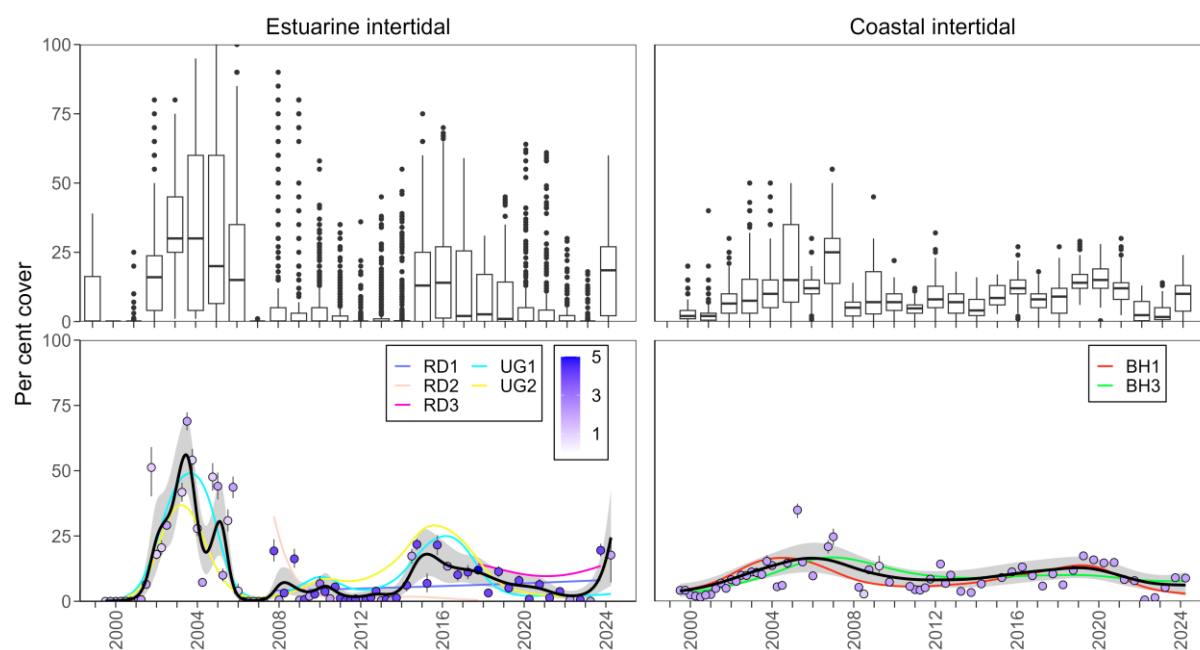 Estuarine intertidal
Coastal intertidal
Per cent cover
100
75
50
25
0
100
75
50
25
0
RD1 UG1
RD2 UG2
RD3
5
3
1
BH1
BH3
2000 2004 2008 2012 2016 2020 2024
2000 2004 2008 2012 2016 2020 2024